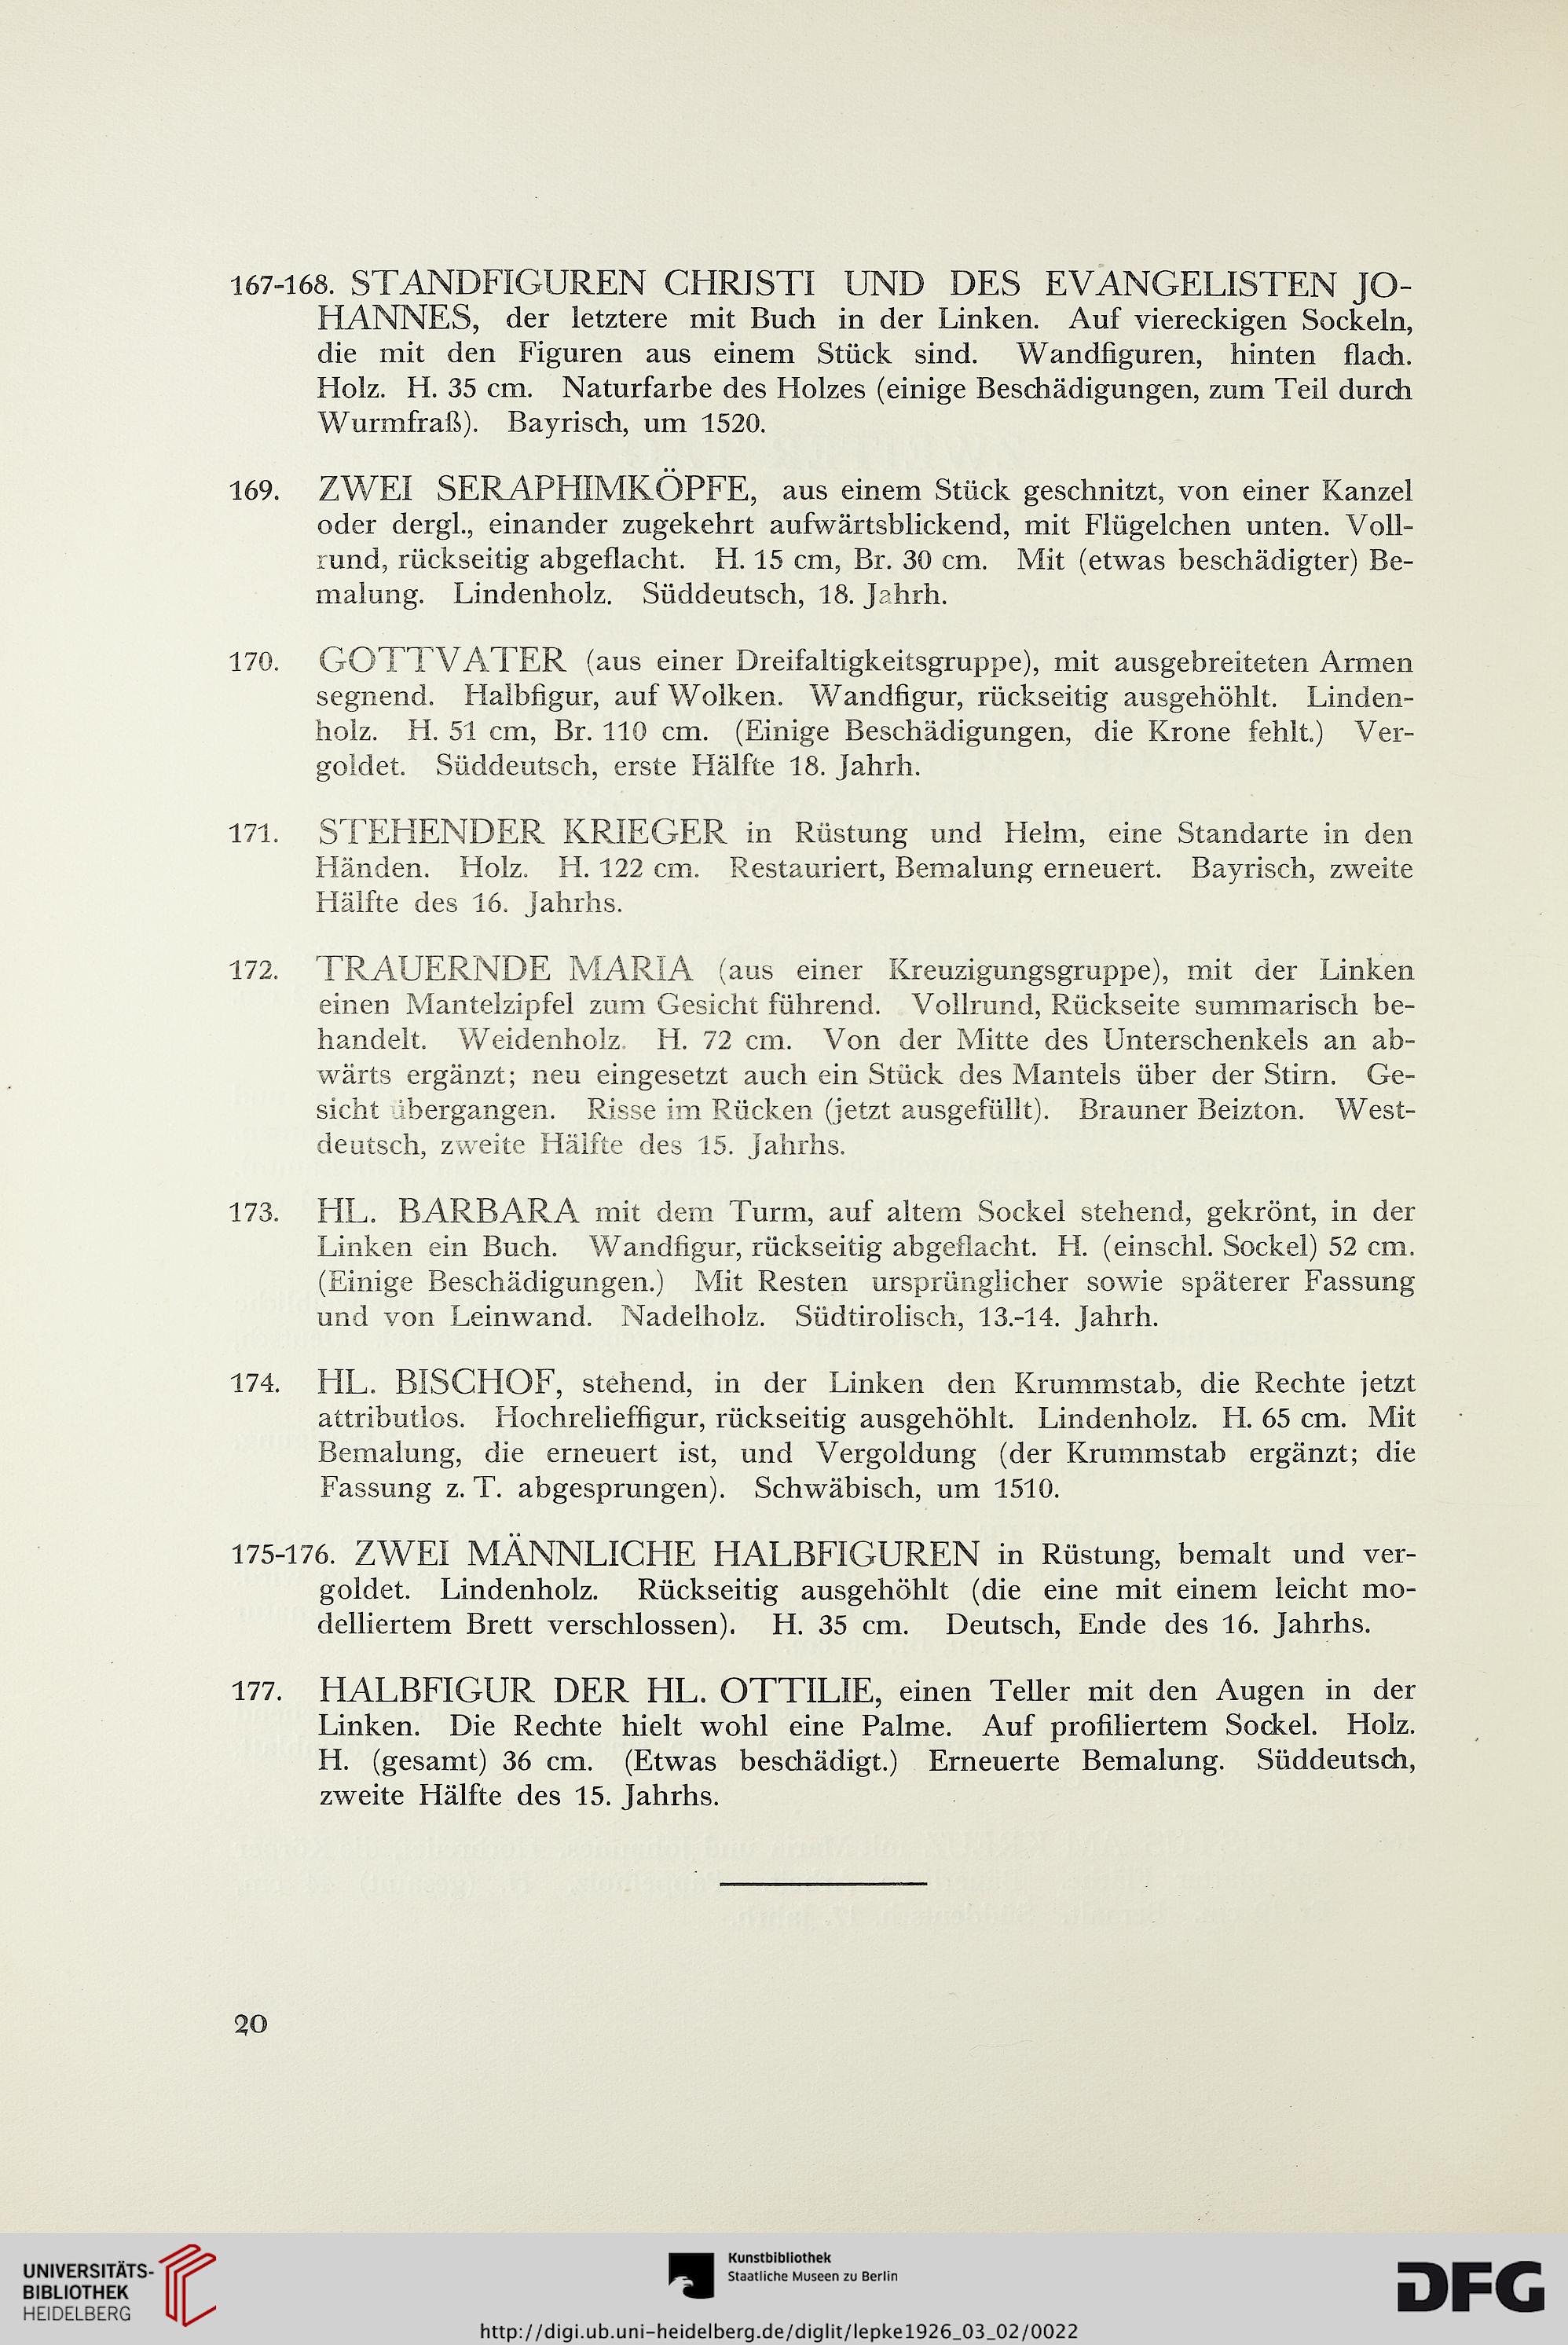 167-168. STANDFIGUREN CHRISTI UND DES EVANGELISTEN JO-
HANNES, der letztere mit Buch in der Linken. Auf viereckigen Sockeln,
die mit den Figuren aus einem Stück sind. Wandfiguren, hinten flach.
Holz. H. 35 cm. Naturfarbe des Holzes (einige Beschädigungen, zum Teil durch
Wurmfraß). Bayrisch, um 1520.
169. ZWEI SERAPHIMKÖPFE, aus einem Stück geschnitzt, von einer Kanzel
oder dergl., einander zugekehrt aufwärtsblickend, mit Flügelchen unten. Voll-
rund, rückseitig abgeflacht. H. 15 cm, Br. 30 cm. Mit (etwas beschädigter) Be-
malung. Lindenholz. Süddeutsch, 18. Jahrh.
170. GOTTVATER (aus einer Dreifaltigkeitsgruppe), mit ausgebreiteten Armen
segnend. Halbfigur, auf Wolken. Wandfigur, rückseitig ausgehöhlt. Linden-
holz. H. 51 cm, Br. 110 cm. (Einige Beschädigungen, die Krone fehlt.) Ver-
goldet. Süddeutsch, erste Hälfte 18. Jahrh.
171. STEHENDER KRIEGER in Rüstung und Helm, eine Standarte in den
Händen. Holz. H. 122 cm. Restauriert, Bemalung erneuert. Bayrisch, zweite
Hälfte des 16. Jahrhs.
172. TRAUERNDE MARIA (aus einer Kreuzigungsgruppe), mit der Linken
einen Mantelzipfel zum Gesicht führend. Vollrund, Rückseite summarisch be-
handelt. Weidenholz. H. 72 cm. Von der Mitte des Unterschenkels an ab-
wärts ergänzt; neu eingesetzt auch ein Stück des Mantels über der Stirn. Ge-
sicht übergangen. Risse im Rücken (jetzt ausgefüllt). Brauner Beizton. West-
deutsch, zweite Hälfte des 15. Jahrhs.
173. HL. BARBARA mit dem Turm, auf altem Sockel stehend, gekrönt, in der
Linken ein Buch. Wandfigur, rückseitig abgeflacht. H. (einschl. Sockel) 52 cm.
(Einige Beschädigungen.) Mit Resten ursprünglicher sowie späterer Fassung
und von Leinwand. Nadelholz. Südtirolisch, 13.-14. Jahrh.
174. HL. BISCHOF, stehend, in der Linken den Krummstab, die Rechte jetzt
attributlos. Hochrelieffigur, rückseitig ausgehöhlt. Lindenholz. H. 65 cm. Mit
Bemalung, die erneuert ist, und Vergoldung (der Krummstab ergänzt; die
Fassung z. T. abgesprungen). Schwäbisch, um 1510.
175-176. ZWEI MÄNNLICHE HALBFIGUREN in Rüstung, bemalt und ver-
goldet. Lindenholz. Rückseitig ausgehöhlt (die eine mit einem leicht mo-
delliertem Brett verschlossen). H. 35 cm. Deutsch, Ende des 16. Jahrhs.
177. HALBFIGUR DER HL. OTTILIE, einen Teller mit den Augen in der
Linken. Die Rechte hielt wohl eine Palme. Auf profiliertem Sockel. Holz.
H. (gesamt) 36 cm. (Etwas beschädigt.) Erneuerte Bemalung. Süddeutsch,
zweite Hälfte des 15. Jahrhs.
20
UNIVERSITÄTS-
BIBLIOTHEK
HEIDELBERG
Kunstbibliothek
Staatliche Museen zu Berlin
DFG
http://digi.ub.uni-heidelberg.de/diglit/lepke1926_03_02/0022